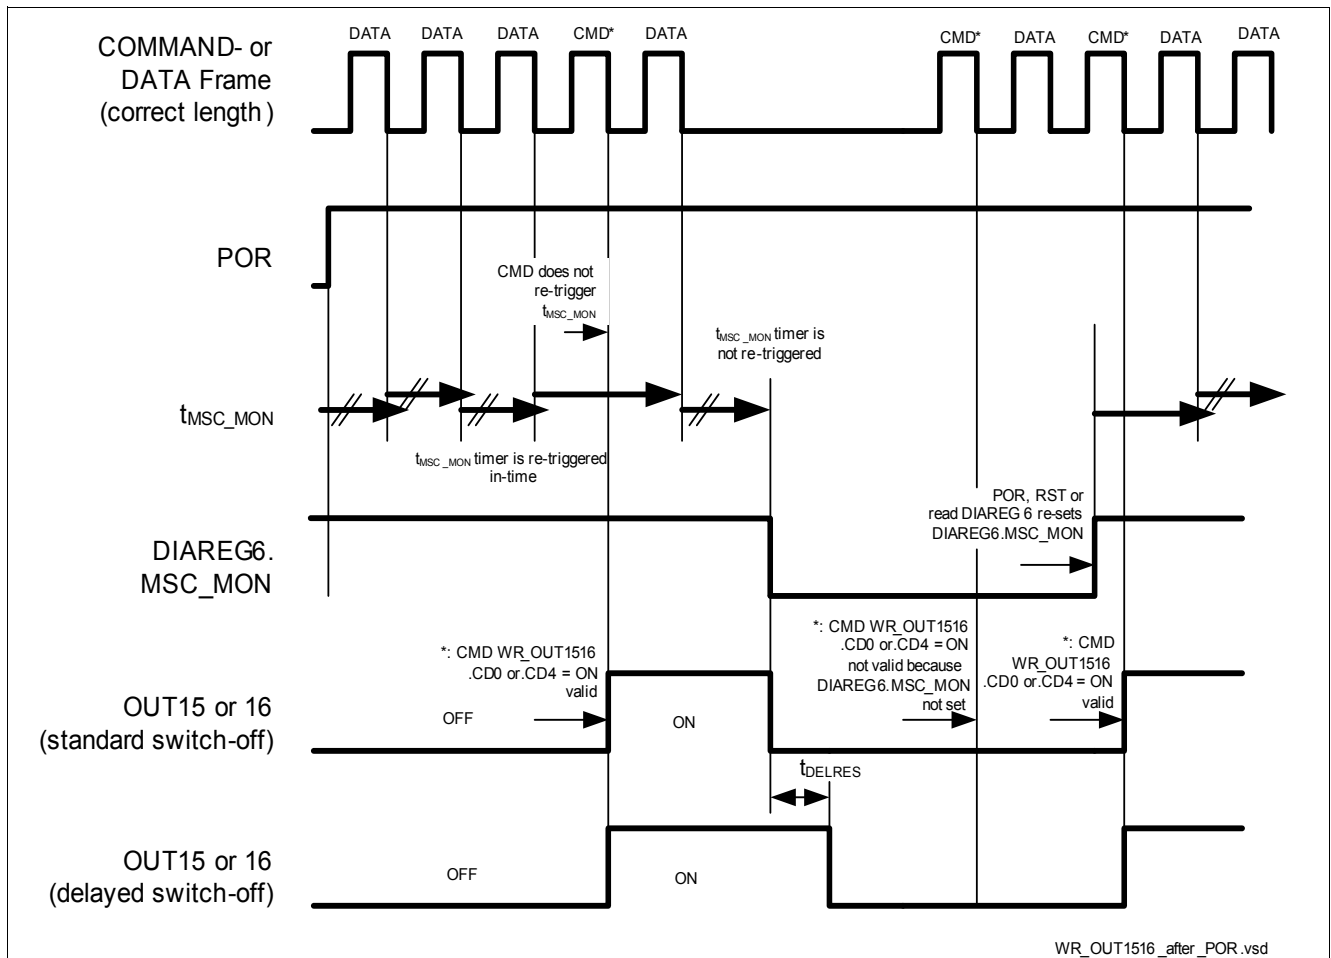 COMMAND- or
DATA Frame
(correct length)
DATA DATA DATA CMD* DATA CMD* DATA CMD* DATA DATA
POR
CMD does not
re-trigger
tMSC_MON
tMSC_MON timer is
not re-triggered
tMSC_MON
tMSC_MON timer is re-triggered
in-time
POR, RST or
read DIAREG 6 re-sets
DIAREG6.MSC_MON
DIAREG6.
MSC_MON
*: CMD WR_OUT1516
.CD0 or.CD4 = ON
valid
*: CMD WR_OUT1516
.CD0 or.CD4 = ON
not valid because
DIAREG6.MSC_MON
not set
*: CMD
WR_OUT1516
.CD0 or.CD4 = ON
valid
OUT15 or 16
(standard switch-off)
OFF
ON
tDELRES
OUT15 or 16
(delayed switch-off)
OFF
ON
WR_OUT1516_after_POR.vsd